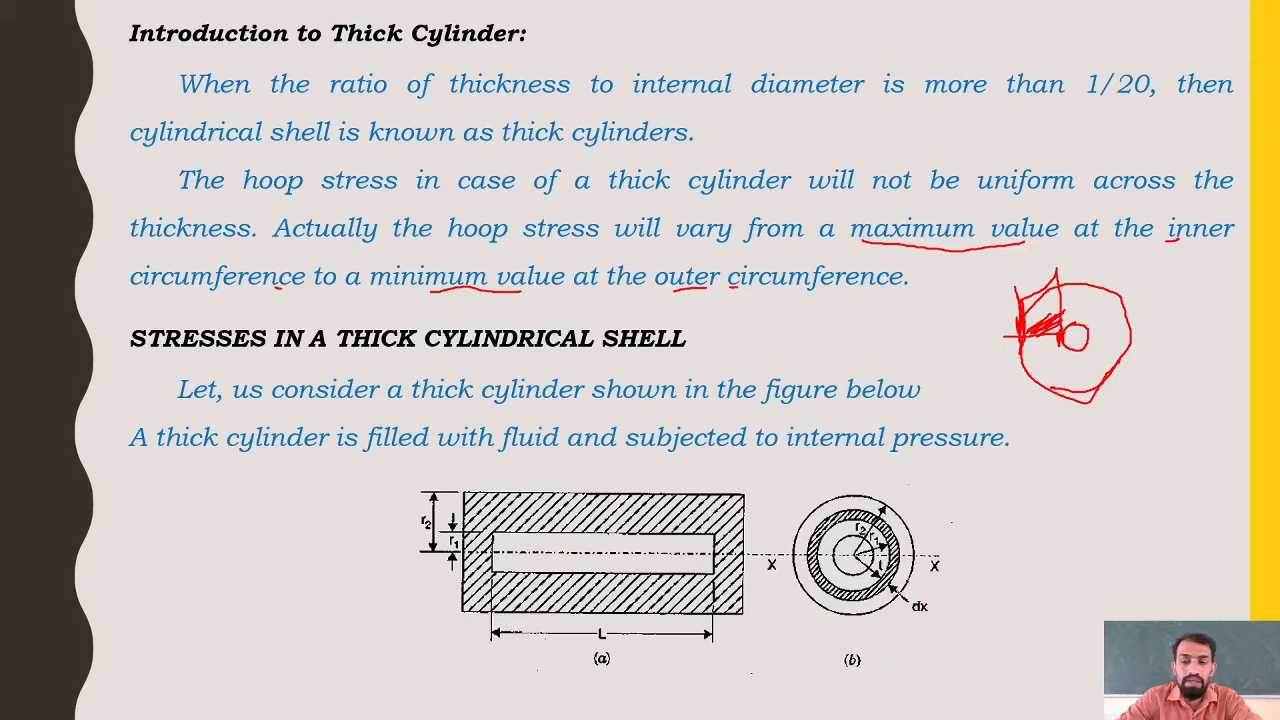 Introduction to Thick Cylinder:
When the ratio of thickness to internal diameter is more than 1/20, then
cylindrical shell is known as thick cylinders.
The hoop stress in case of a thick cylinder will not be uniform across the
thickness. Actually the hoop stress will vary from a maximum value at the inner
circumference to a minimum value at the outer circumference.
STRESSES IN A THICK CYLINDRICAL SHELL
Let, us consider a thick cylinder shown in the figure below
A thick cylinder is filled with fluid and subjected to internal pressure.
r2
r1
L
(a)
X
r2
r1
X
dx
(b)